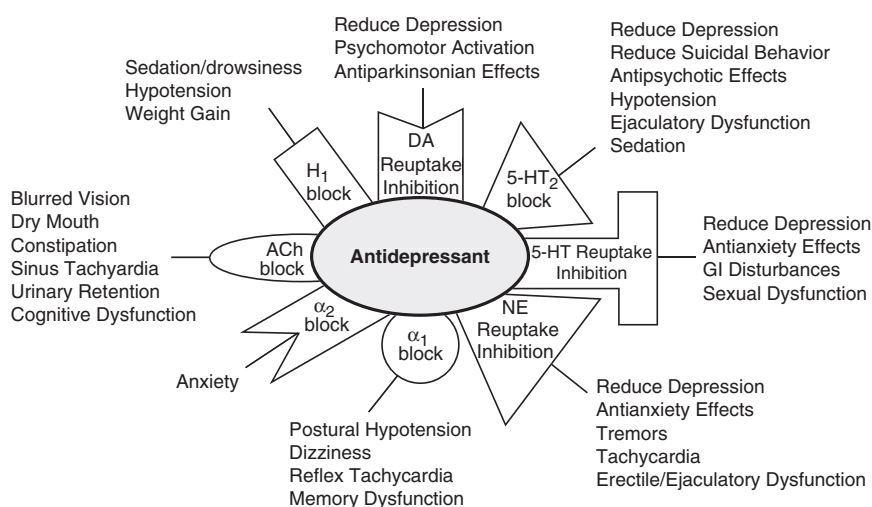 Reduce Depression
Psychomotor Activation
Antiparkinsonian Effects
Reduce Depression
Reduce Suicidal Behavior
Antipsychotic Effects
Hypotension
Ejaculatory Dysfunction
Sedation
Sedation/drowsiness
Hypotension
Weight Gain
DA
Reuptake
Inhibition
H1
block
5-HT2
block
Blurred Vision
Dry Mouth
Constipation
Sinus Tachyardia
Urinary Retention
Cognitive Dysfunction
ACh
block
Antidepressant
5-HT Reuptake
Inhibition
Reduce Depression
Antianxiety Effects
GI Disturbances
Sexual Dysfunction
α2
block
α1
block
NE
Reuptake
Inhibition
Anxiety
Postural Hypotension
Dizziness
Reflex Tachycardia
Memory Dysfunction
Reduce Depression
Antianxiety Effects
Tremors
Tachycardia
Erectile/Ejaculatory Dysfunction